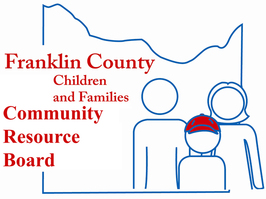 Franklin County
Children
and Families
Community
Resource
Board